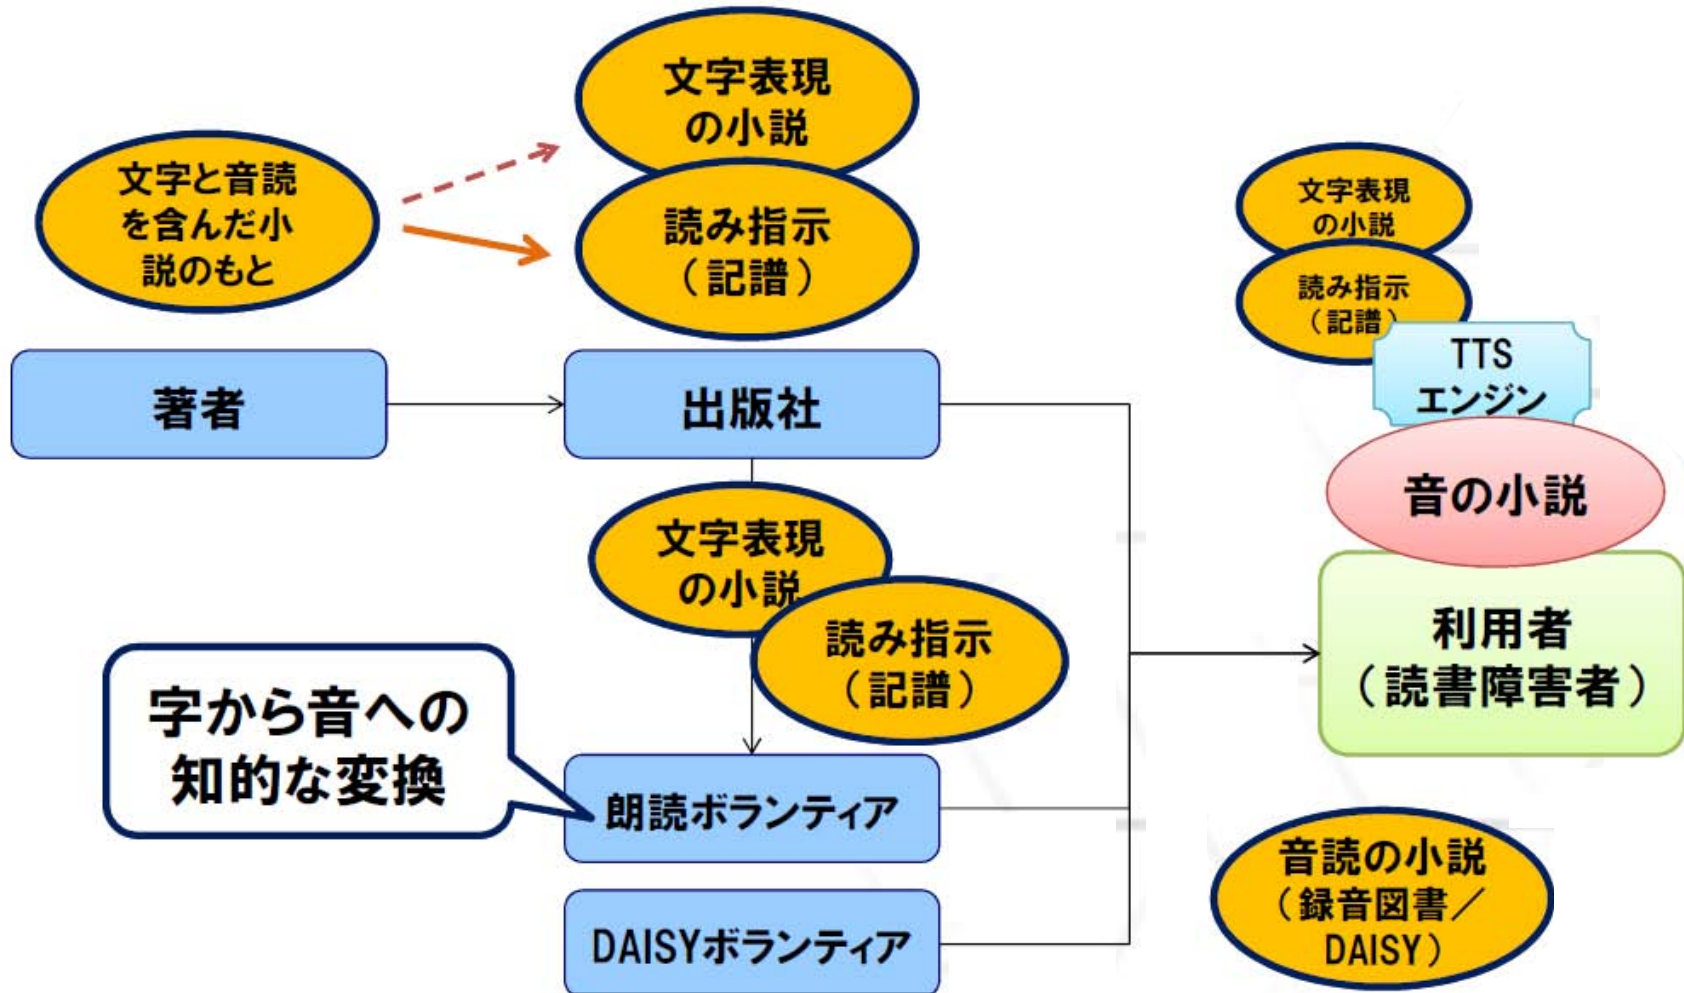 文字表現
の小説
文字と音読
を含んだ小
説のもと
読み指示
（記譜）
文字表現
の小説
読み指示
（記譜）
TTS
エンジン
著者
出版社
音の小説
文字表現
の小説
読み指示
（記譜）
利用者
（読書障害者）
字から音への
知的な変換
朗読ボランティア
音読の小説
（録音図書／
DAISY）
DAISYボランティア